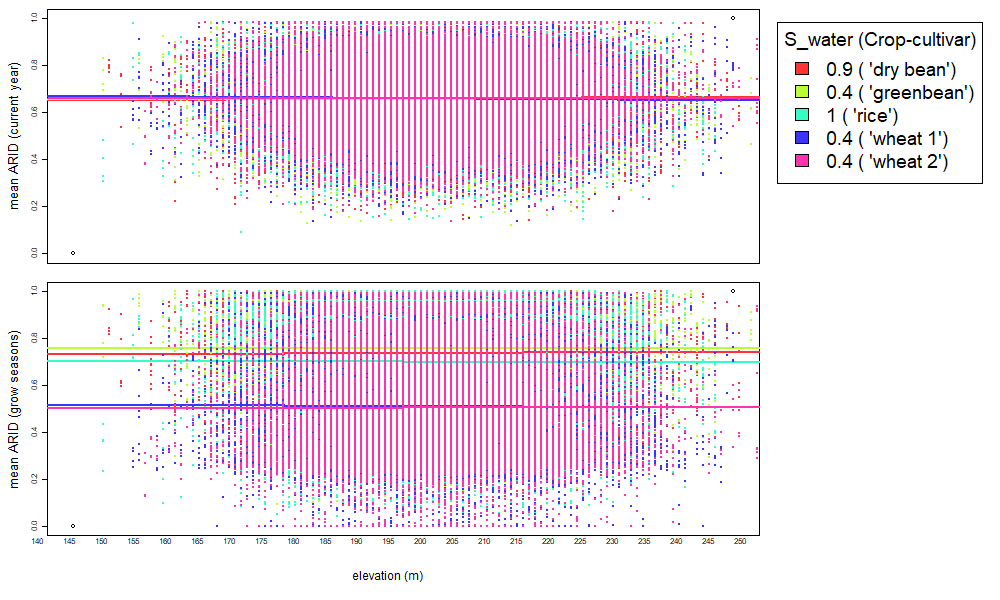 mean ARID (current year)
1.0
0.8
0.6
0.4
0.2
0.0
S_water (Crop-cultivar)
0.9 ( 'dry bean')
0.4 ( 'greenbean')
1 ( 'rice')
0.4 ( 'wheat 1')
0.4 ( 'wheat 2')
mean ARID (grow seasons)
1.0
0.8
0.6
0.4
0.2
0.0
140 145 150 155 160 165 170 175 180 185 190 195 200 205 210 215 220 225 230 235 240 245 250
elevation (m)